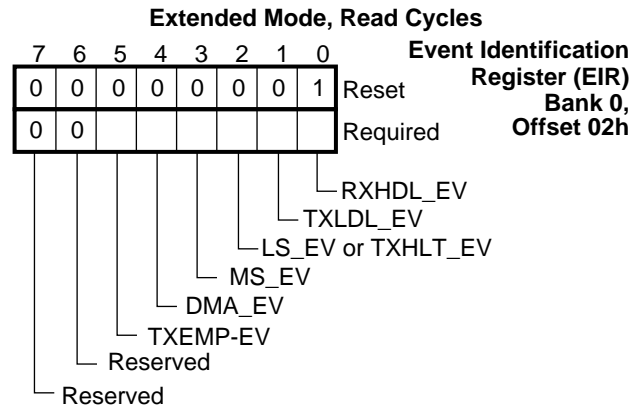 Extended Mode, Read Cycles
7 6 5 4 3 2 1 0
Event Identification
Register (EIR)
Bank 0,
Offset 02h
0 0 0 0 0 0 0 1 Reset
0 0 Required
RXHDL_EV
TXLDL_EV
LS_EV or TXHLT_EV
MS_EV
DMA_EV
TXEMP-EV
Reserved
Reserved